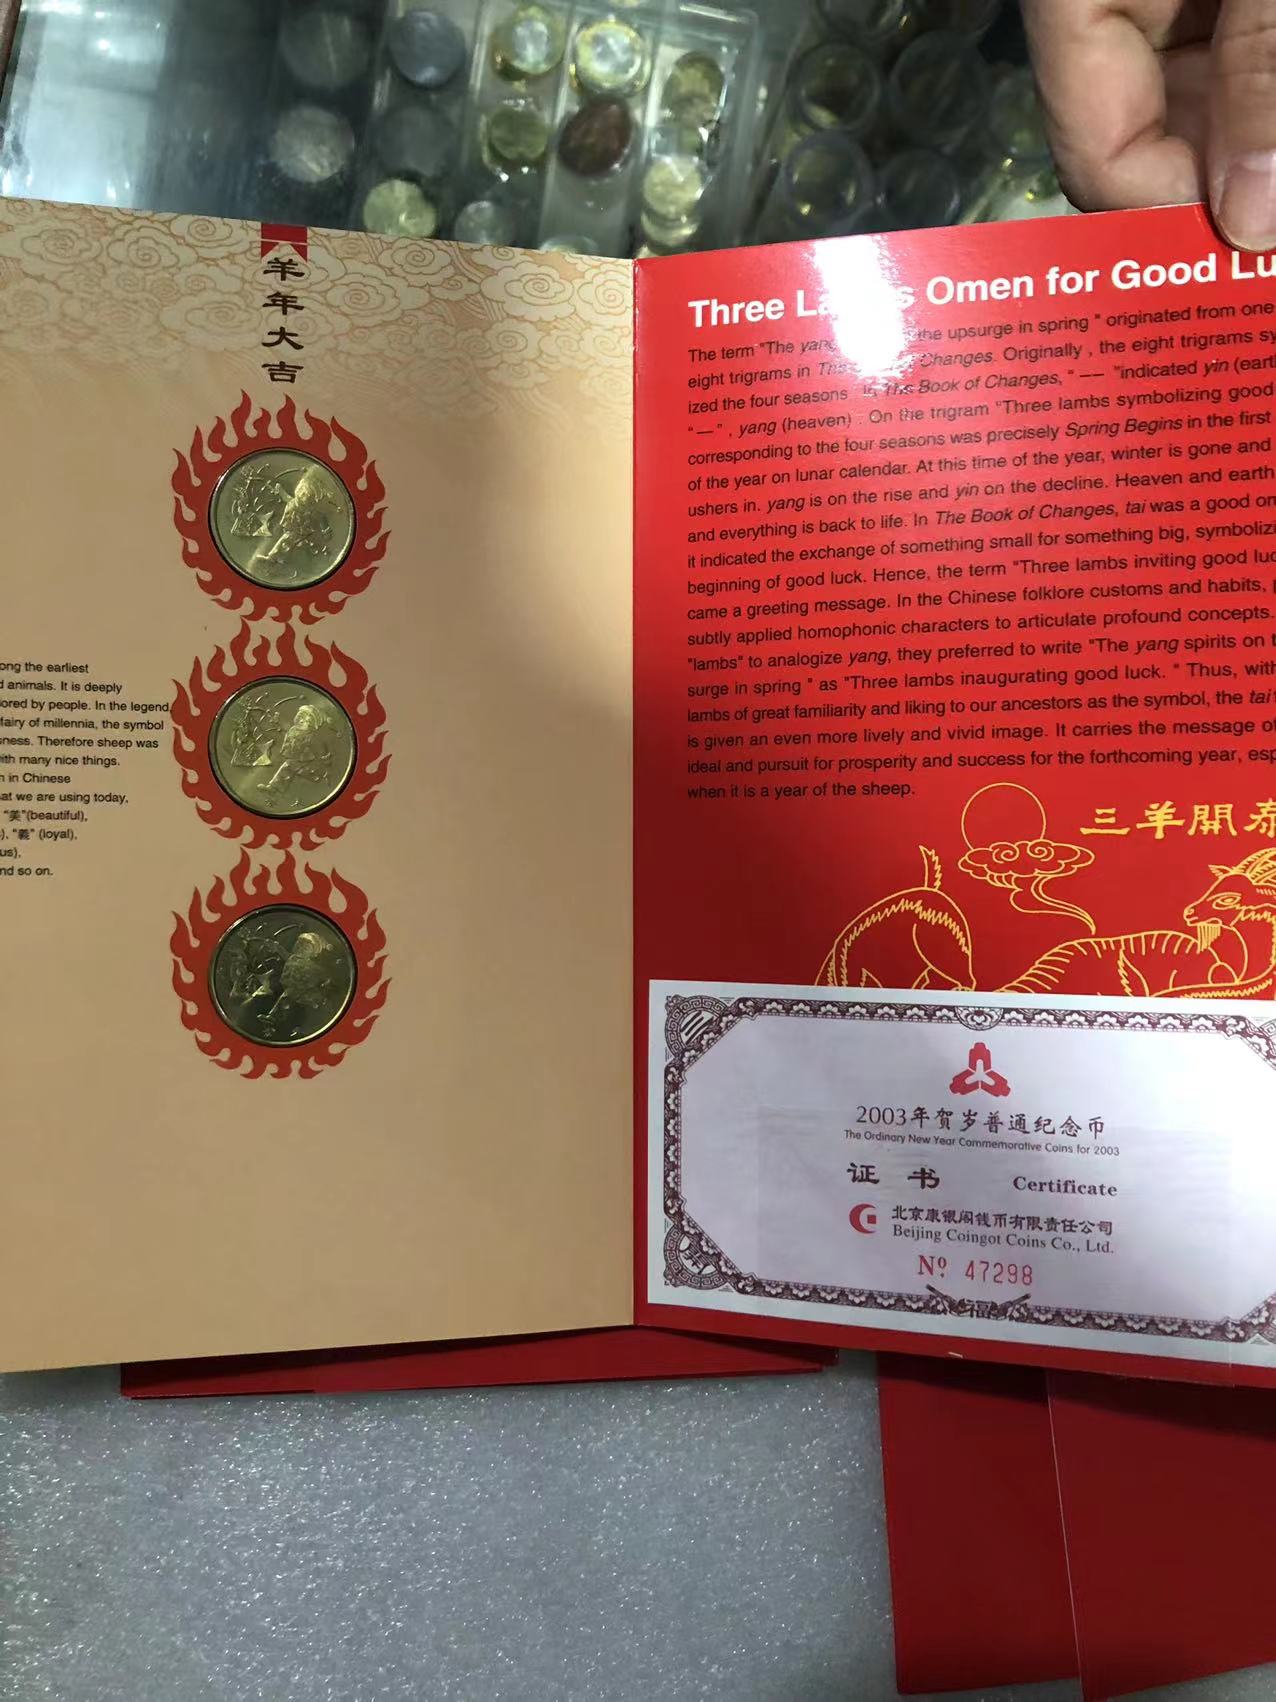 羊年大吉
ong the earliest
d animals. It is deeply
ored by people. In the legend,
fairy of millennia, the symbol
sness. Therefore sheep was
ith many nice things.
n in Chinese
at we are using today,
"美"(beautiful),
), "義" (loyal),
us),
nd so on.
Three Omen for Good Lu
The term "The yang the upsurge in spring " originated from one
eight trigrams in Changes. Originally , the eight trigrams sy
ized the four seasons . In The Book of Changes, " — — "indicated yin (eart
" — " , yang (heaven) . On the trigram "Three lambs symbolizing good
corresponding to the four seasons was precisely Spring Begins in the first
of the year on lunar calendar. At this time of the year, winter is gone and
ushers in. yang is on the rise and yin on the decline. Heaven and earth
and everything is back to life. In The Book of Changes, tai was a good om
it indicated the exchange of something small for something big, symbolizi
beginning of good luck. Hence, the term "Three lambs inviting good luc
came a greeting message. In the Chinese folklore customs and habits,
subtly applied homophonic characters to articulate profound concepts.
"lambs" to analogize yang, they preferred to write "The yang spirits on t
surge in spring " as "Three lambs inaugurating good luck. " Thus, with
lambs of great familiarity and liking to our ancestors as the symbol, the tai
is given an even more lively and vivid image. It carries the message of
ideal and pursuit for prosperity and success for the forthcoming year, esp
when it is a year of the sheep.
三羊開泰
2003年贺岁普通纪念币
The Ordinary New Year Commemorative Coins for 2003
证 书 Certificate
北京康银阁钱币有限责任公司
Beijing Coingot Coins Co., Ltd.
Nº 47298
福